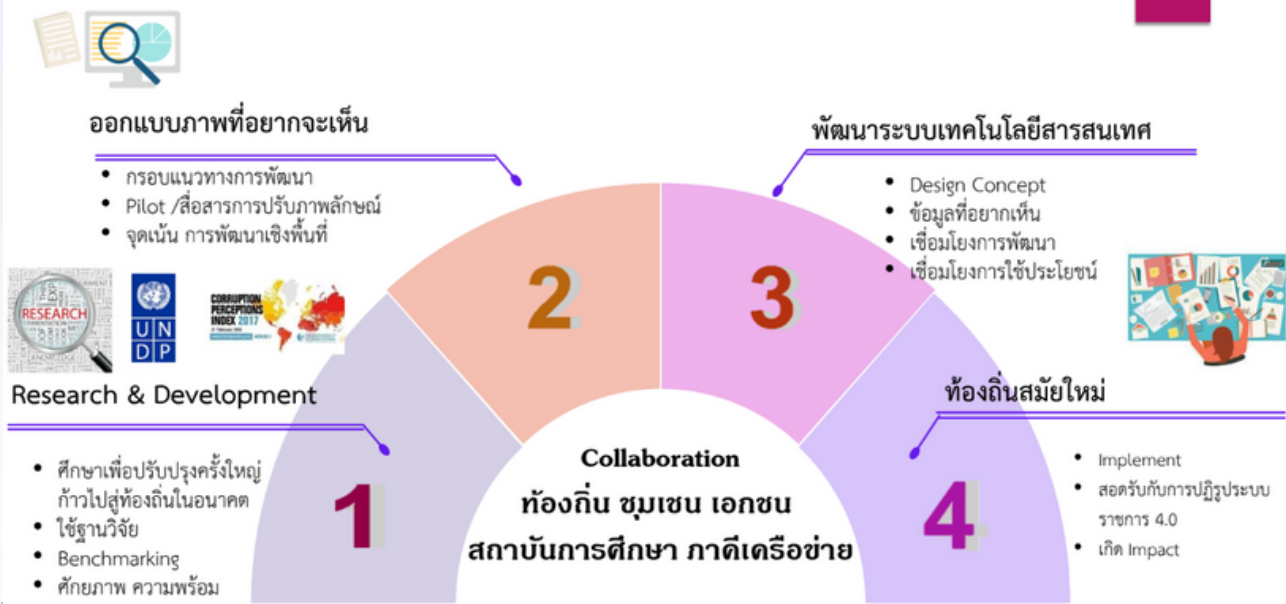 ออกแบบภาพที่อยากจะเห็น
• กรอบแนวทางการพัฒนา
• Pilot /สื่อสารการปรับภาพลักษณ์
• จุดเน้น การพัฒนาเชิงพื้นที่
พัฒนาระบบเทคโนโลยีสารสนเทศ
• Design Concept
• ข้อมูลที่อยากเห็น
• เชื่อมโยงการพัฒนา
• เชื่อมโยงการใช้ประโยชน์
2
3
RESEARCH
U N
D P
CORRUPTION
PERCEPTIONS
INDEX 2017
Research & Development
• ศึกษาเพื่อปรับปรุงครั้งใหญ่
ก้าวไปสู่ท้องถิ่นในอนาคต
• ใช้ฐานวิจัย
• Benchmarking
• ศักยภาพ ความพร้อม
1
Collaboration
ท้องถิ่น ชุมเชน เอกชน
สถาบันการศึกษา ภาคีเครือข่าย
4
ท้องถิ่นสมัยใหม่
• Implement
• สอดรับกับการปฏิรูประบบ
ราชการ 4.0
• เกิด Impact